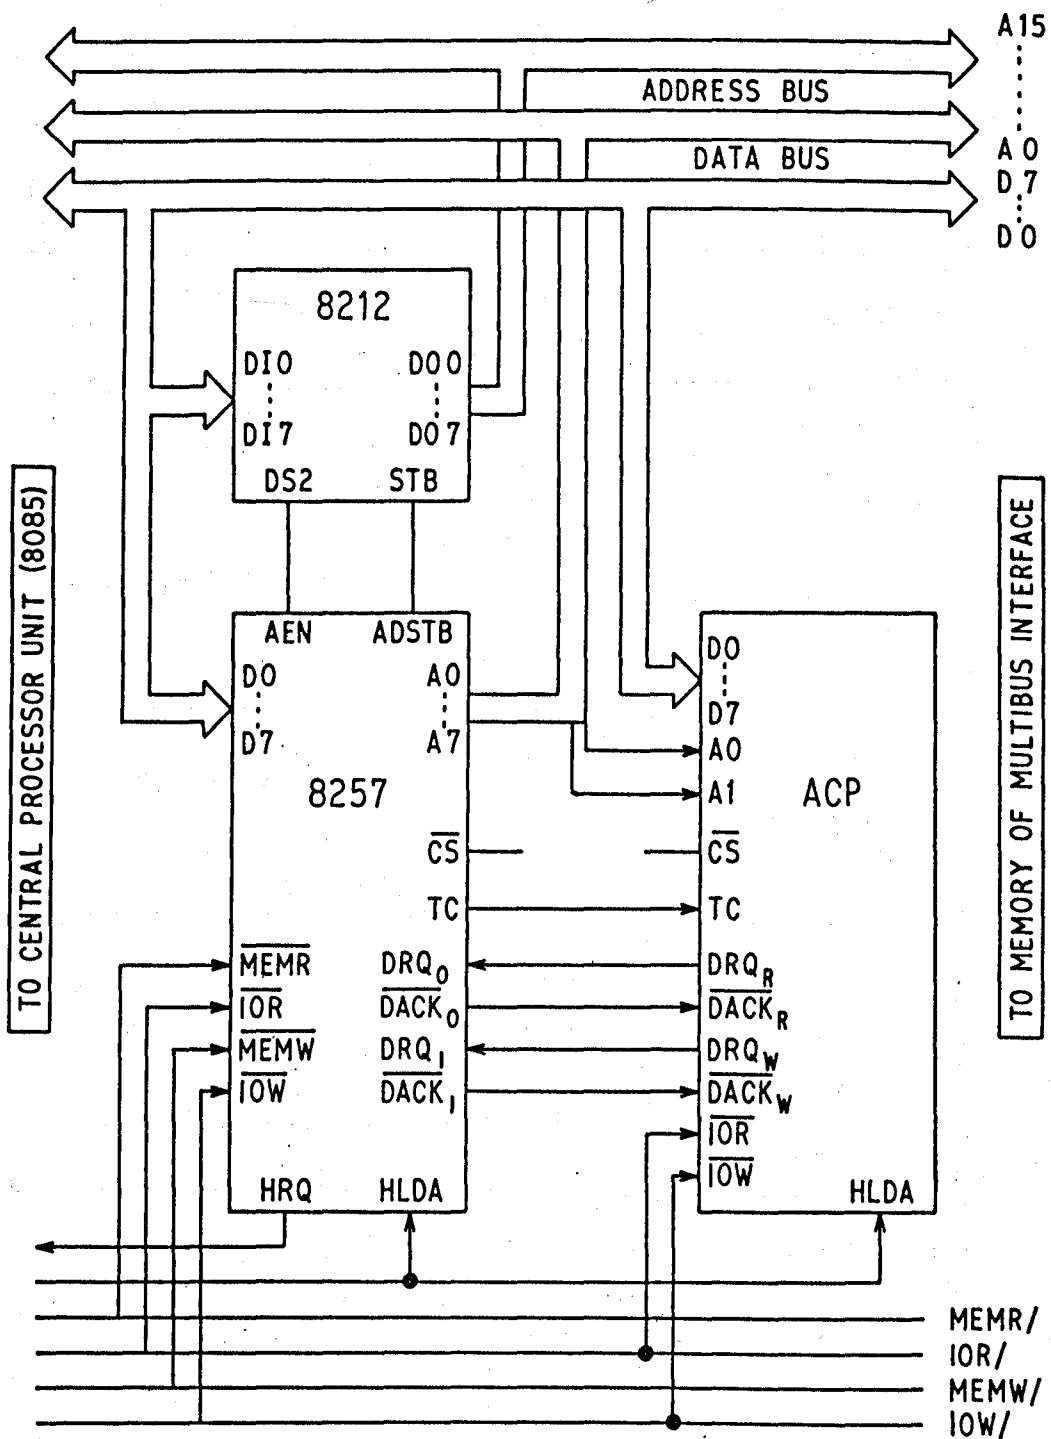 A15
ADDRESS BUS
A0
DATA BUS
D7
D0
8212
DI0
DO0
DI7
DO7
DS2
STB
TO CENTRAL PROCESSOR UNIT (8085)
TO MEMORY OF MULTIBUS INTERFACE
AEN
ADSTB
D0
A0
D7
A7
8257
CS
TC
MEMR
DRQ0
IOR
DACK0
MEMW
DRQ1
IOW
DACK1
HRQ
HLDA
D0
D7
A0
A1
ACP
CS
TC
DRQR
DACKR
DRQW
DACKW
IOR
IOW
HLDA
MEMR/
IOR/
MEMW/
IOW/